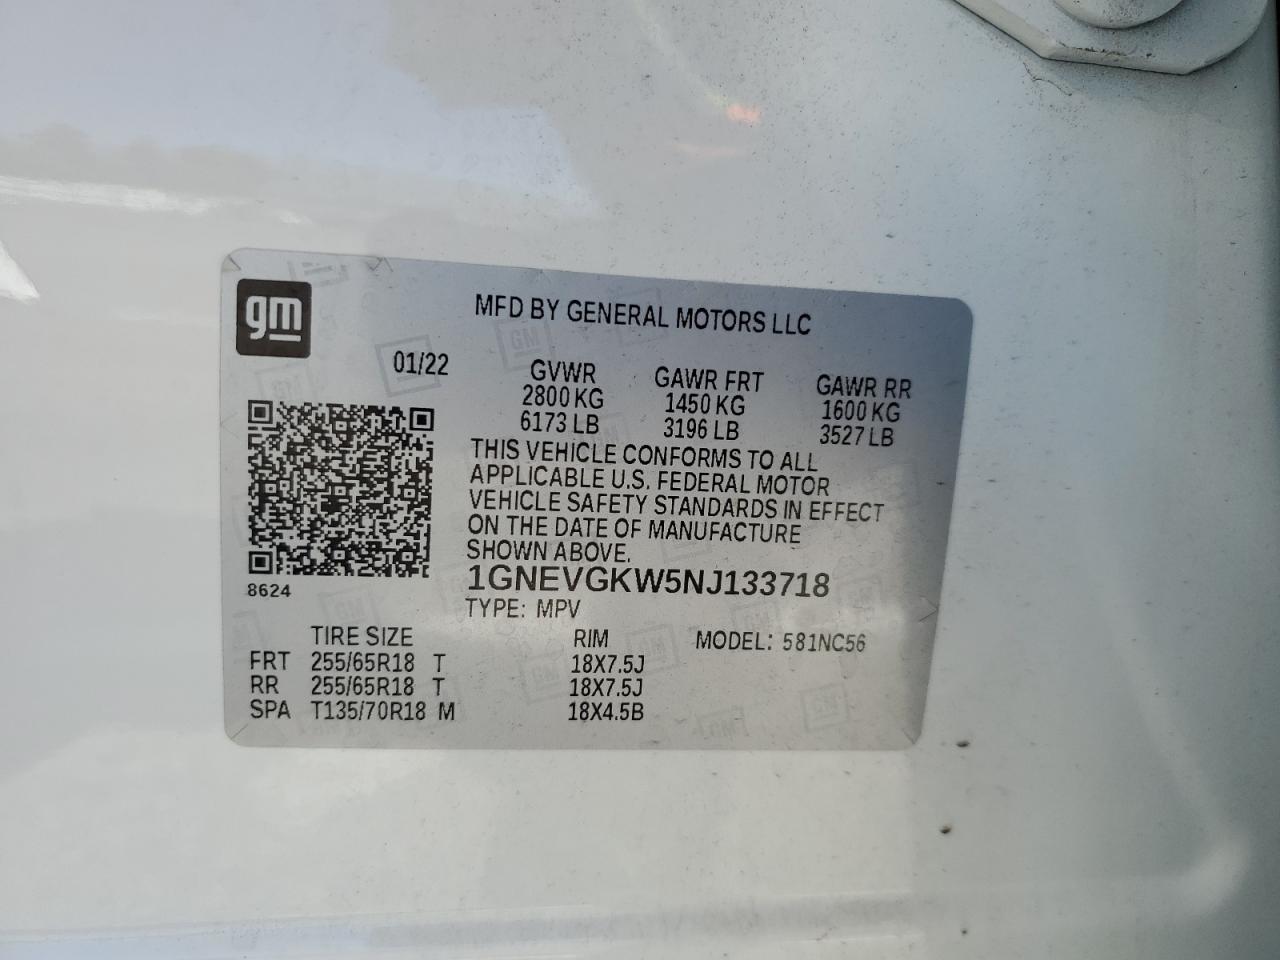 gm
MFD BY GENERAL MOTORS LLC
01/22
GVWR GAWR FRT GAWR RR
2800 KG 1450 KG 1600 KG
6173 LB 3196 LB 3527 LB
THIS VEHICLE CONFORMS TO ALL
APPLICABLE U.S. FEDERAL MOTOR
VEHICLE SAFETY STANDARDS IN EFFECT
ON THE DATE OF MANUFACTURE
SHOWN ABOVE.
8624
1GNEVGKW5NJ133718
TYPE: MPV
TIRE SIZE RIM MODEL: 581NC56
FRT 255/65R18 T 18X7.5J
RR 255/65R18 T 18X7.5J
SPA T135/70R18 M 18X4.5B